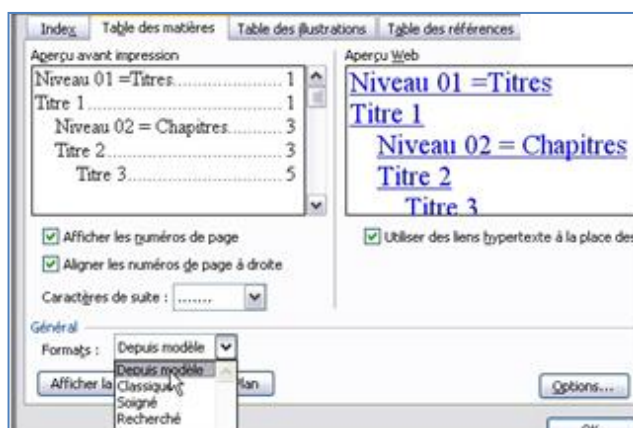 Index Table des matières Table des illustrations Table des références
Aperçu avant impression
Niveau 01 =Titres.................... 1
Titre 1.................... 1
Niveau 02 = Chapitres.......... 3
Titre 2.................... 3
Titre 3.................... 5
Aperçu Web
Niveau 01 =Titres
Titre 1
Niveau 02 = Chapitres
Titre 2
Titre 3
Afficher les numéros de page
Aligner les numéros de page à droite
Caractères de suite : ........
Utiliser des liens hypertexte à la place des
Général
Formats : Depuis modèle
Depuis modèle
Classique
Soigné
Recherché
Afficher la
Plan
Options...
OK